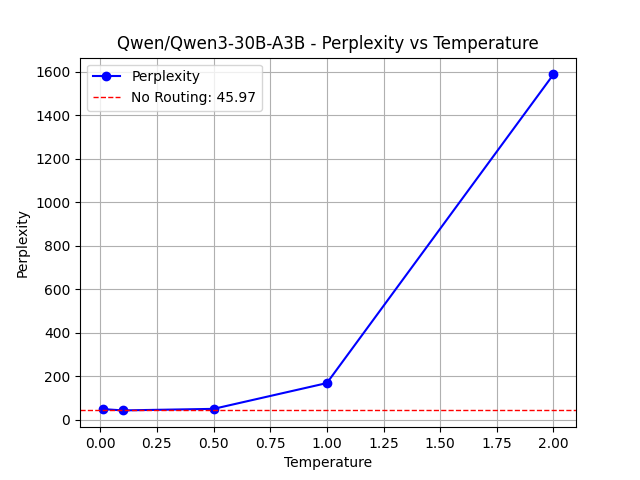 Qwen/Qwen3-30B-A3B - Perplexity vs Temperature
Perplexity
No Routing: 45.97
Perplexity
1600
1400
1200
1000
800
600
400
200
0
0.00 0.25 0.50 0.75 1.00 1.25 1.50 1.75 2.00
Temperature